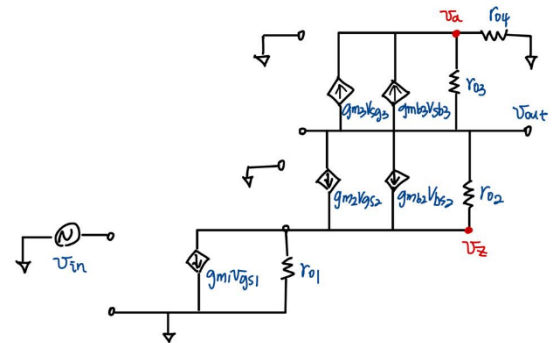 va
ro4
gm3vsg3
gmb3vsb3
ro3
vout
gm2vgs2
gmb2vbs2
ro2
vin
gm1vgs1
ro1
vz